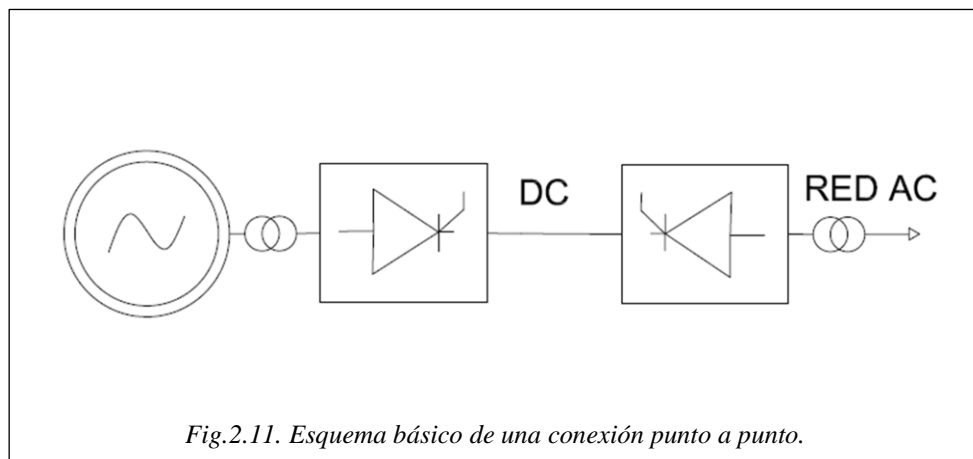 DC
RED AC
Fig.2.11. Esquema básico de una conexión punto a punto.